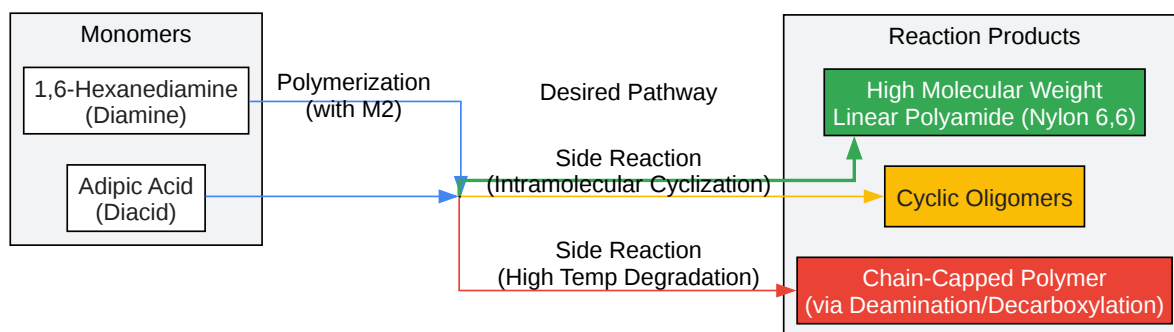 Monomers
1,6-Hexanediamine
(Diamine)
Adipic Acid
(Diacid)
Polymerization
(with M2)
Desired Pathway
Side Reaction
(Intramolecular Cyclization)
Side Reaction
(High Temp Degradation)
Reaction Products
High Molecular Weight
Linear Polyamide (Nylon 6,6)
Cyclic Oligomers
Chain-Capped Polymer
(via Deamination/Decarboxylation)